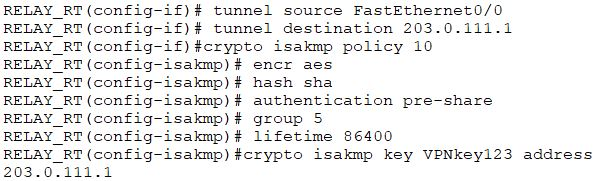 RELAY_RT(config-if)# tunnel source FastEthernet0/0
RELAY_RT(config-if)# tunnel destination 203.0.111.1
RELAY_RT(config-if)#crypto isakmp policy 10
RELAY_RT(config-isakmp)# encr aes
RELAY_RT(config-isakmp)# hash sha
RELAY_RT(config-isakmp)# authentication pre-share
RELAY_RT(config-isakmp)# group 5
RELAY_RT(config-isakmp)# lifetime 86400
RELAY_RT(config-isakmp)#crypto isakmp key VPNkey123 address
203.0.111.1